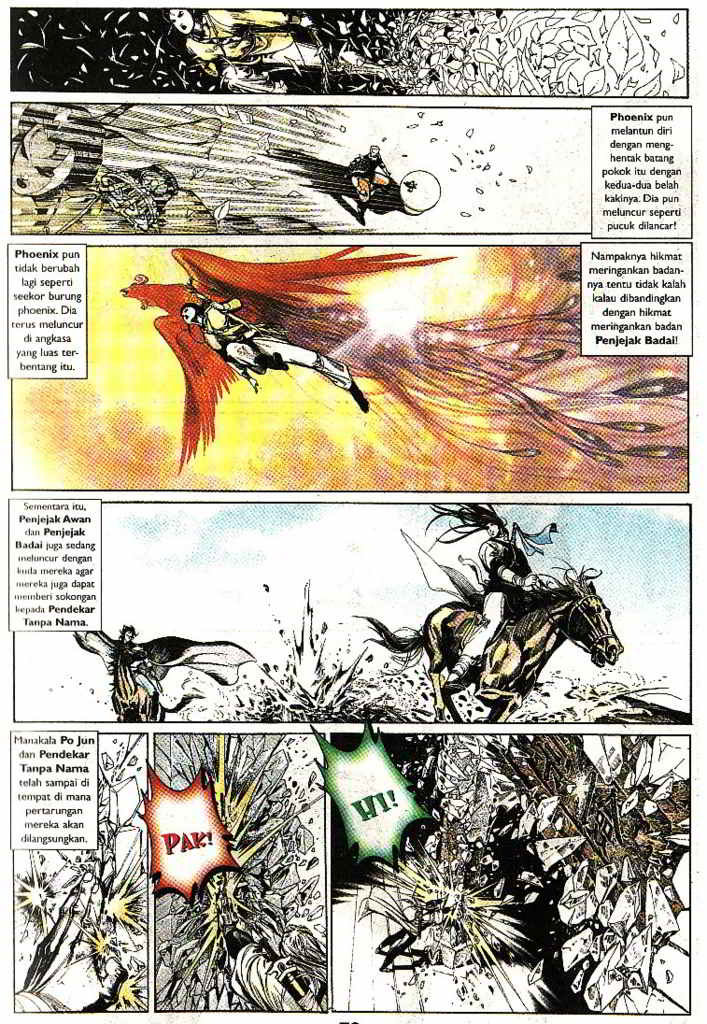 Phoenix pun
melantun diri
dengan meng-
hentak batang
pokok itu dengan
kedua-dua belah
kakinya. Dia pun
meluncur seperti
pucuk dilancar!
Phoenix pun
tidak berubah
lagi seperti
seekor burung
phoenix. Dia
terus meluncur
di angkasa
yang luas ter-
bentang itu.
Nampaknya hikmat
meringankan badan-
nya tentu tidak kalah
kalau dibandingkan
dengan hikmat
meringankan badan
Penjejak Badai!
Sementara itu,
Penjejak Awan
dan Penjejak
Badai juga sedang
meluncur dengan
kuda mereka agar
mereka juga dapat
memberi sokongan
kepada Pendekar
Tanpa Nama.
Manakala Po Jun
dan Pendekar
Tanpa Nama
telah sampai di
tempat di mana
pertarungan
mereka akan
dilangsungkan.
PAK!
HI!